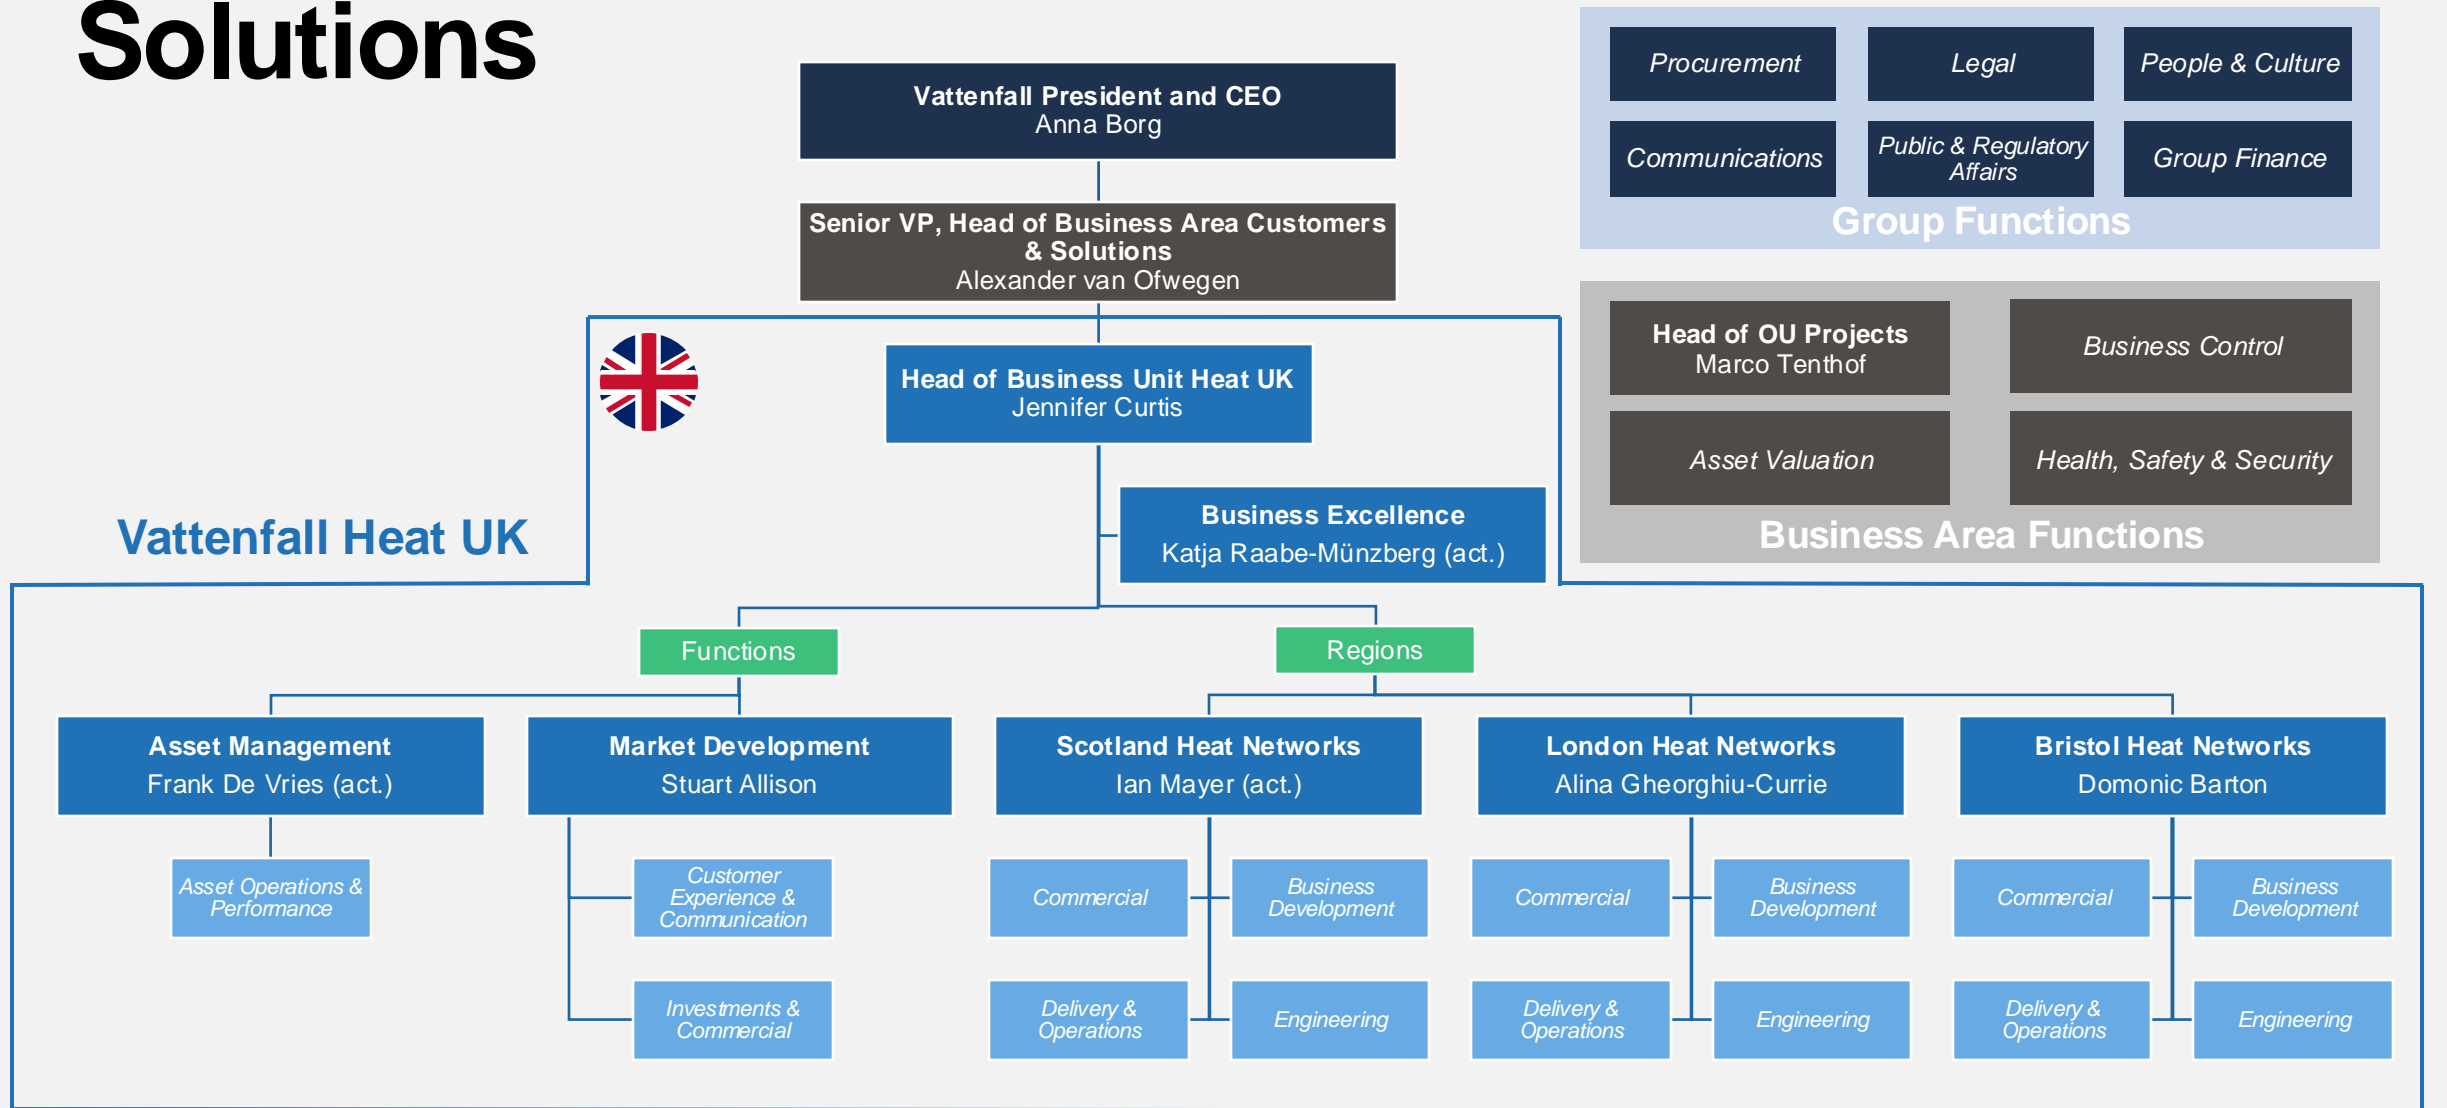 Solutions
Vattenfall President and CEO
Anna Borg
Senior VP, Head of Business Area Customers
& Solutions
Alexander van Ofwegen
Procurement
Legal
People & Culture
Communications
Public & Regulatory
Affairs
Group Finance
Group Functions
Head of OU Projects
Marco Tenthof
Business Control
Asset Valuation
Health, Safety & Security
Business Area Functions
Head of Business Unit Heat UK
Jennifer Curtis
Business Excellence
Katja Raabe-Münzberg (act.)
Vattenfall Heat UK
Functions
Regions
Asset Management
Frank De Vries (act.)
Market Development
Stuart Allison
Scotland Heat Networks
Ian Mayer (act.)
London Heat Networks
Alina Gheorghiu-Currie
Bristol Heat Networks
Domonic Barton
Asset Operations &
Performance
Customer
Experience &
Communication
Investments &
Commercial
Commercial
Business
Development
Delivery &
Operations
Engineering
Commercial
Business
Development
Delivery &
Operations
Engineering
Commercial
Business
Development
Delivery &
Operations
Engineering